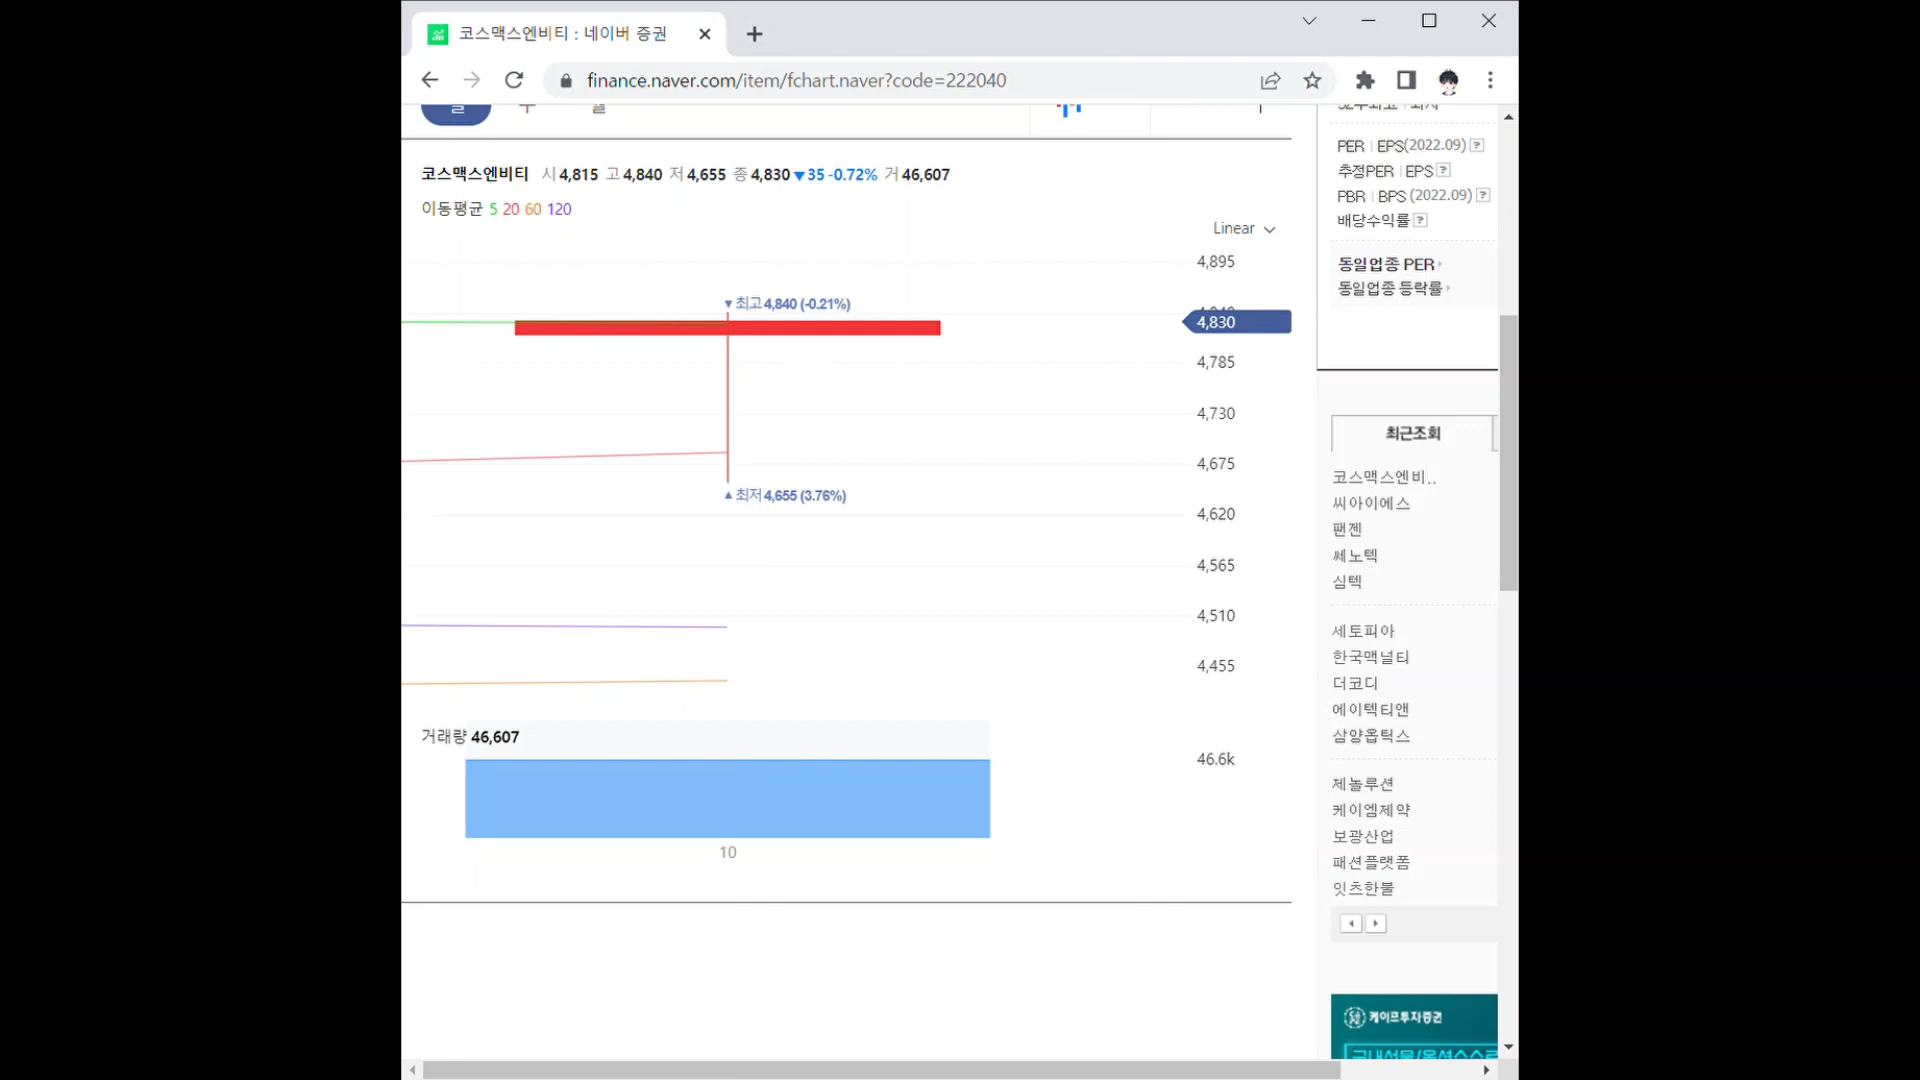 코스맥스엔비티 : 네이버 증권
finance.naver.com/item/fchart.naver?code=222040
코스맥스엔비티 시 4,815 고 4,840 저 4,655 종 4,830 ▼35 -0.72% 거 46,607
이동평균 5 20 60 120
Linear
4,895
▼ 최고 4,840 (-0.21%)
4,830
4,785
4,730
4,675
▲ 최저 4,655 (3.76%)
4,620
4,565
4,510
4,455
거래량 46,607
46.6k
10
PER | EPS(2022.09) ?
추정PER | EPS ?
PBR | BPS (2022.09) ?
배당수익률 ?
동일업종 PER
동일업종 등락률
최근조회
코스맥스엔비..
씨아이에스
팬젠
쎄노텍
심텍
세토피아
한국맥널티
더코디
에이텍티앤
삼양옵틱스
제놀루션
케이엠제약
보광산업
패션플랫폼
잇츠한불
케이프투자증권